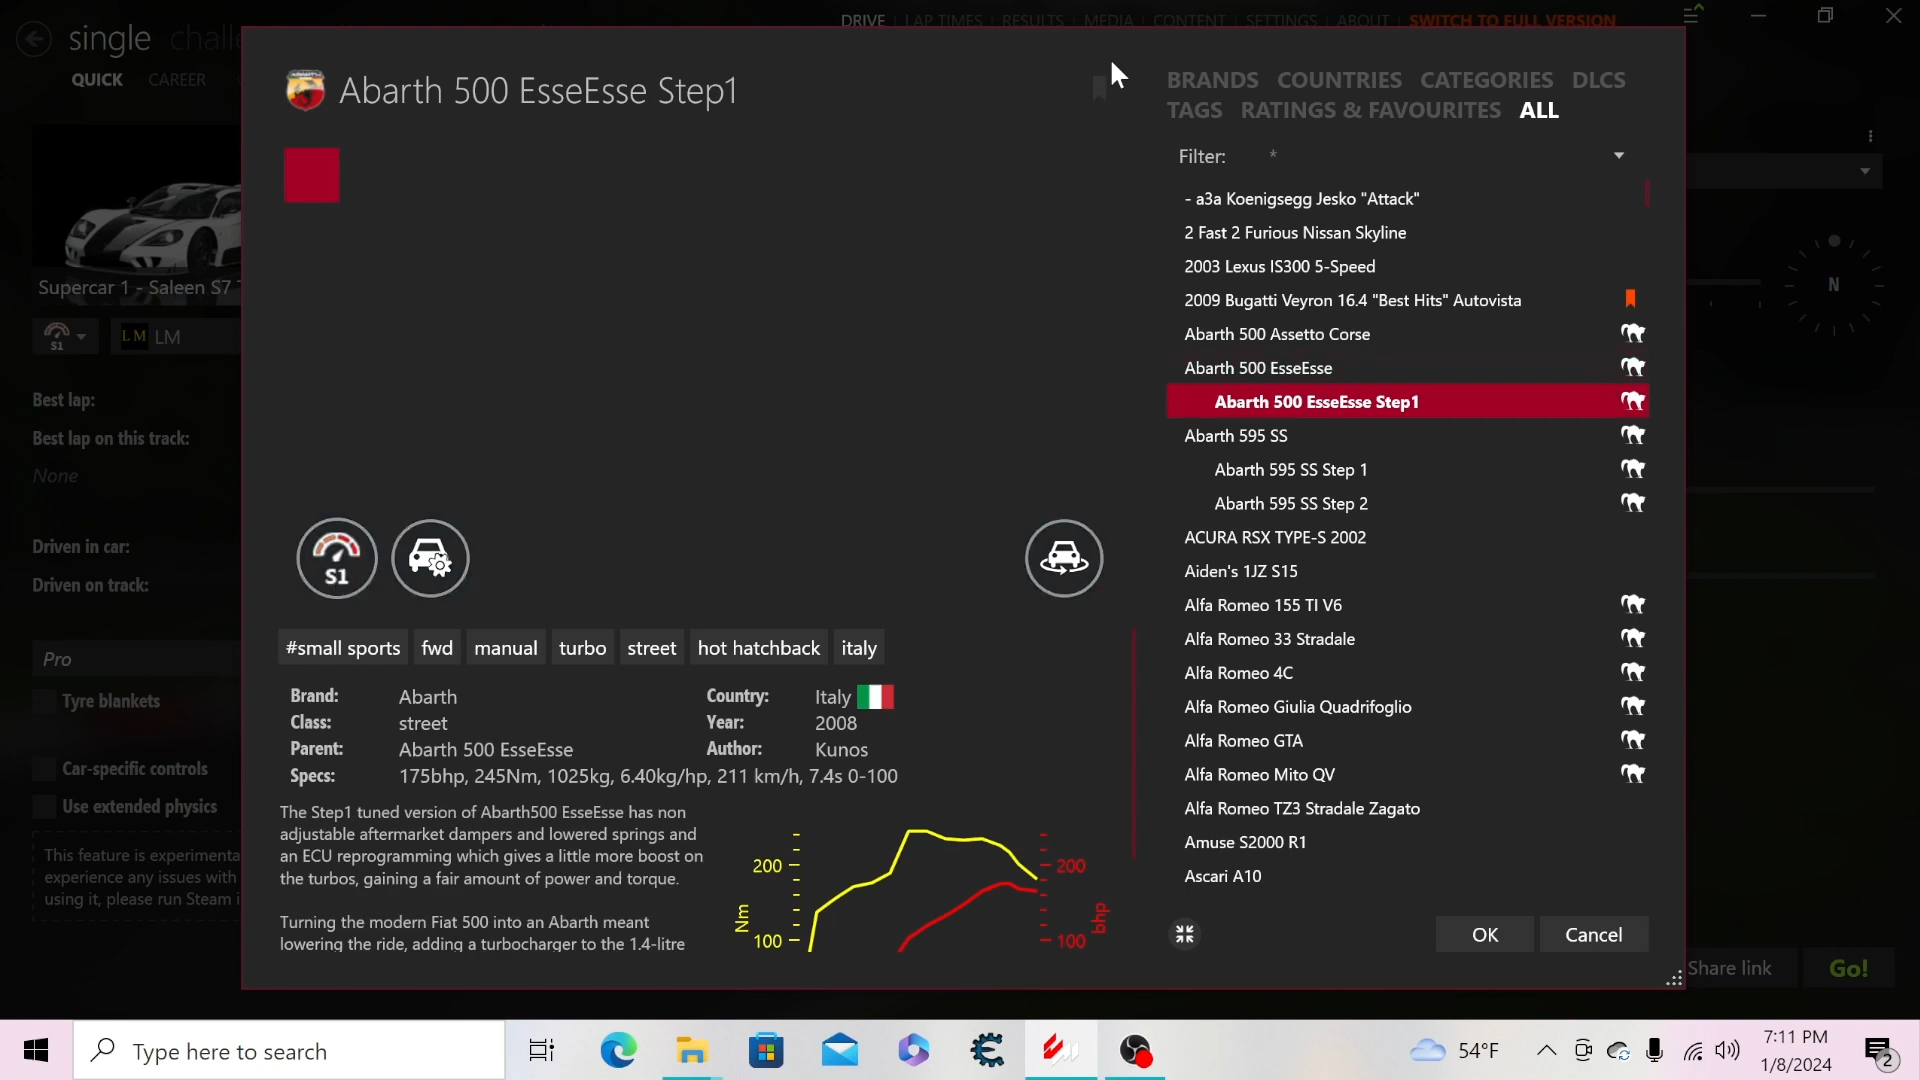 single challe
DRIVE LAP TIMES RESULTS MEDIA CONTENT SETTINGS ABOUT SWITCH TO FULL VERSION
QUICK CAREER
Abarth 500 EsseEsse Step1
BRANDS COUNTRIES CATEGORIES DLCS
TAGS RATINGS & FAVOURITES ALL
Filter: *
- a3a Koenigsegg Jesko "Attack"
2 Fast 2 Furious Nissan Skyline
2003 Lexus IS300 5-Speed
2009 Bugatti Veyron 16.4 "Best Hits" Autovista
Abarth 500 Assetto Corse
Abarth 500 EsseEsse
Abarth 500 EsseEsse Step1
Abarth 595 SS
Abarth 595 SS Step 1
Abarth 595 SS Step 2
ACURA RSX TYPE-S 2002
Aiden's 1JZ S15
Alfa Romeo 155 TI V6
Alfa Romeo 33 Stradale
Alfa Romeo 4C
Alfa Romeo Giulia Quadrifoglio
Alfa Romeo GTA
Alfa Romeo Mito QV
Alfa Romeo TZ3 Stradale Zagato
Amuse S2000 R1
Ascari A10
OK Cancel
Supercar 1 - Saleen S7
S1 LM LM
Best lap:
Best lap on this track:
None
Driven in car:
Driven on track:
Pro
Tyre blankets
Car-specific controls
Use extended physics
This feature is experimenta
experience any issues with
using it, please run Steam i
N
S1
#small sports fwd manual turbo street hot hatchback italy
Brand: Abarth Country: Italy
Class: street Year: 2008
Parent: Abarth 500 EsseEsse Author: Kunos
Specs: 175bhp, 245Nm, 1025kg, 6.40kg/hp, 211 km/h, 7.4s 0-100
The Step1 tuned version of Abarth500 EsseEsse has non
adjustable aftermarket dampers and lowered springs and
an ECU reprogramming which gives a little more boost on
the turbos, gaining a fair amount of power and torque.
Turning the modern Fiat 500 into an Abarth meant
lowering the ride, adding a turbocharger to the 1.4-litre
200
100
Nm
200
100
bhp
Share link Go!
Type here to search
54°F
7:11 PM
1/8/2024
2